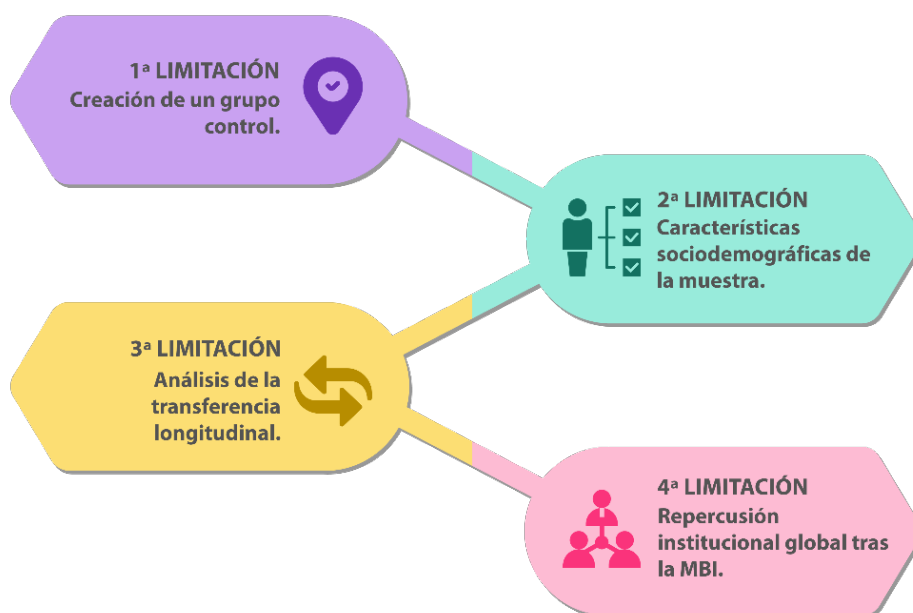 1ª LIMITACIÓN
Creación de un grupo
control.
2ª LIMITACIÓN
Características
sociodemográficas de
la muestra.
3ª LIMITACIÓN
Análisis de la
transferencia
longitudinal.
4ª LIMITACIÓN
Repercusión
institucional global tras
la MBI.